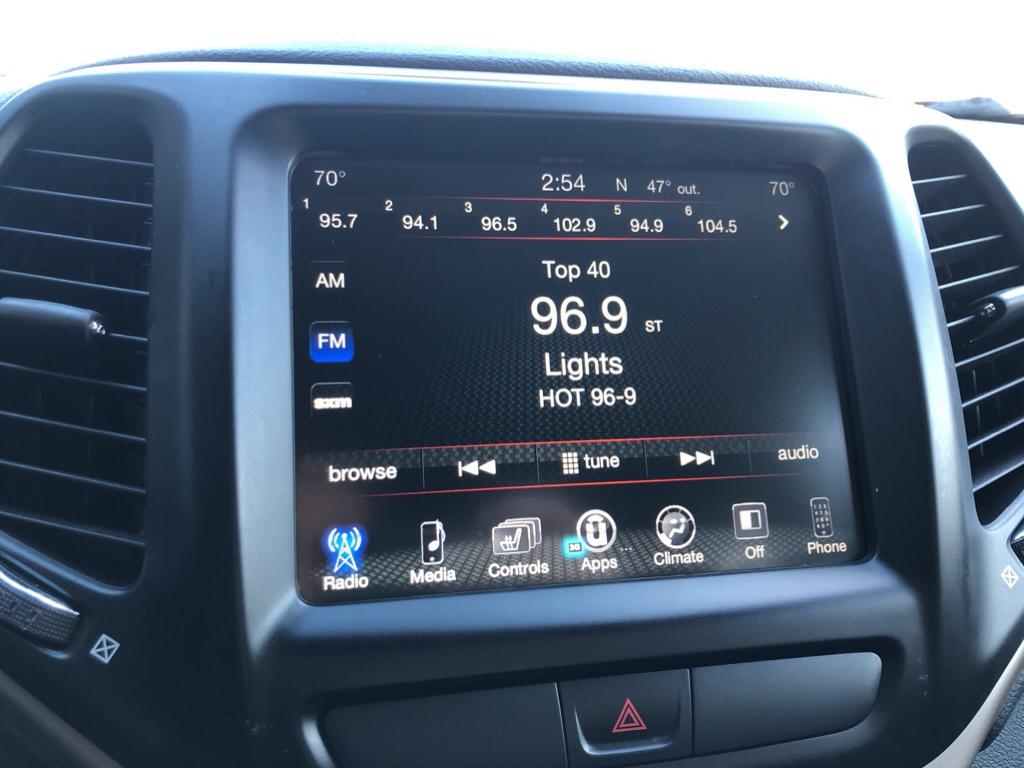 70° 2:54 N 47° out. 70°
1 95.7 2 94.1 3 96.5 4 102.9 5 94.9 6 104.5 >
AM
FM
sxm
Top 40
96.9 ST
Lights
HOT 96-9
browse tune audio
3G ...
Radio Media Controls Apps Climate Off Phone